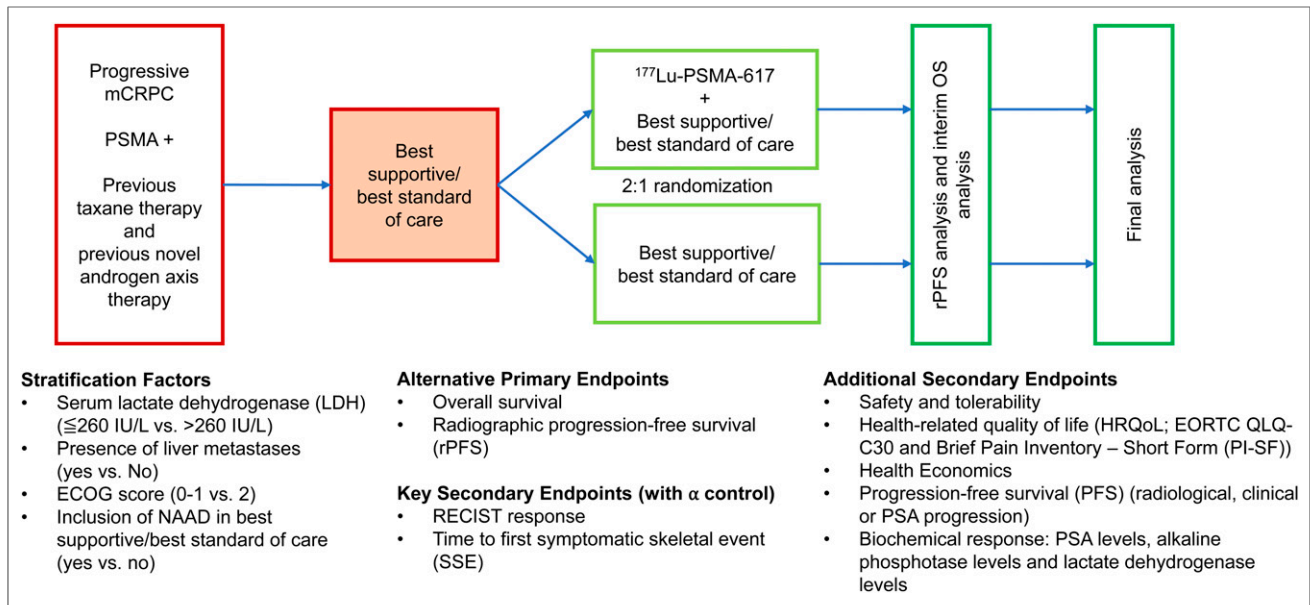 Progressive
mCRPC
PSMA +
Previous
taxane therapy
and
previous novel
androgen axis
therapy
Best
supportive/
best standard
of care
¹⁷⁷Lu-PSMA-617
+
Best supportive/
best standard of care
2:1 randomization
Best supportive/
best standard of care
rPFS analysis and interim OS
analysis
Final analysis
Stratification Factors
• Serum lactate dehydrogenase (LDH)
(≦260 IU/L vs. >260 IU/L)
• Presence of liver metastases
(yes vs. No)
• ECOG score (0-1 vs. 2)
• Inclusion of NAAD in best
supportive/best standard of care
(yes vs. no)
Alternative Primary Endpoints
• Overall survival
• Radiographic progression-free survival
(rPFS)
Key Secondary Endpoints (with α control)
• RECIST response
• Time to first symptomatic skeletal event
(SSE)
Additional Secondary Endpoints
• Safety and tolerability
• Health-related quality of life (HRQoL; EORTC QLQ-
C30 and Brief Pain Inventory – Short Form (PI-SF))
• Health Economics
• Progression-free survival (PFS) (radiological, clinical
or PSA progression)
• Biochemical response: PSA levels, alkaline
phosphotase levels and lactate dehydrogenase
levels